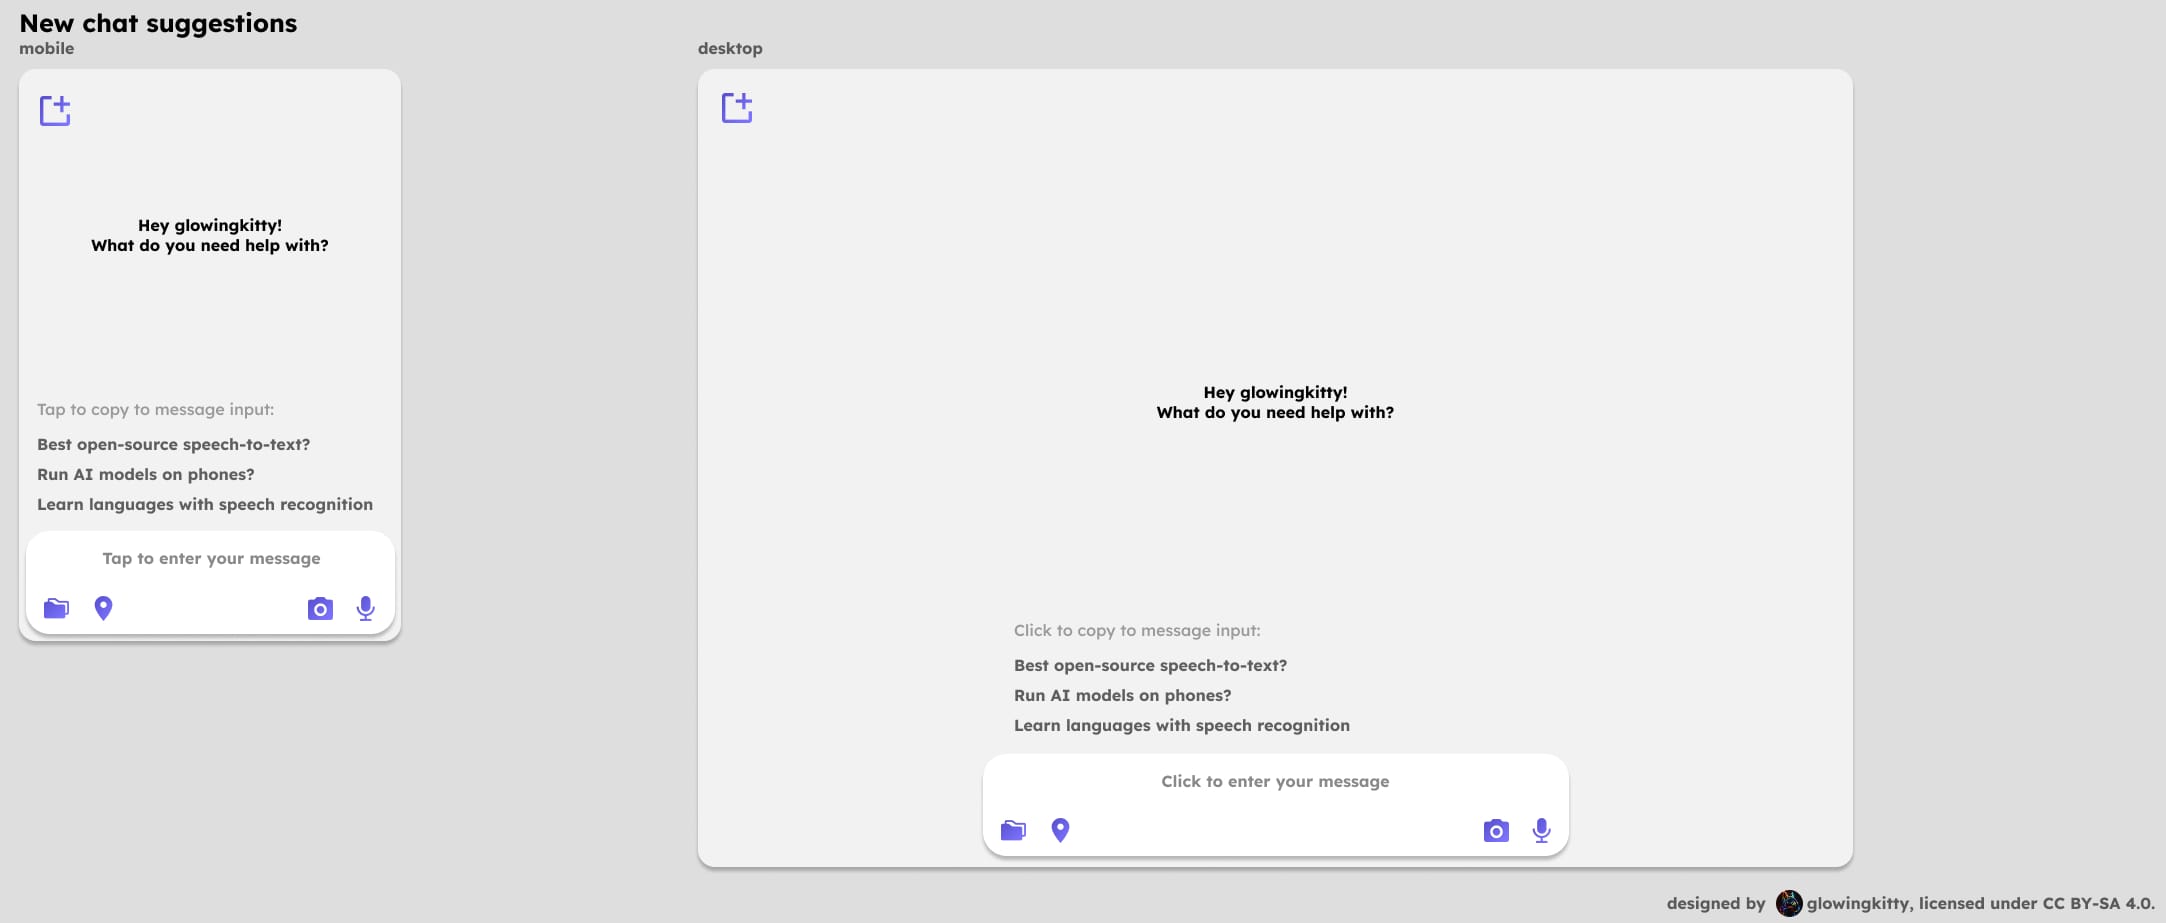 New chat suggestions
mobile
Hey glowingkitty!
What do you need help with?
Tap to copy to message input:
Best open-source speech-to-text?
Run AI models on phones?
Learn languages with speech recognition
Tap to enter your message
desktop
Hey glowingkitty!
What do you need help with?
Click to copy to message input:
Best open-source speech-to-text?
Run AI models on phones?
Learn languages with speech recognition
Click to enter your message
designed by glowingkitty, licensed under CC BY-SA 4.0.